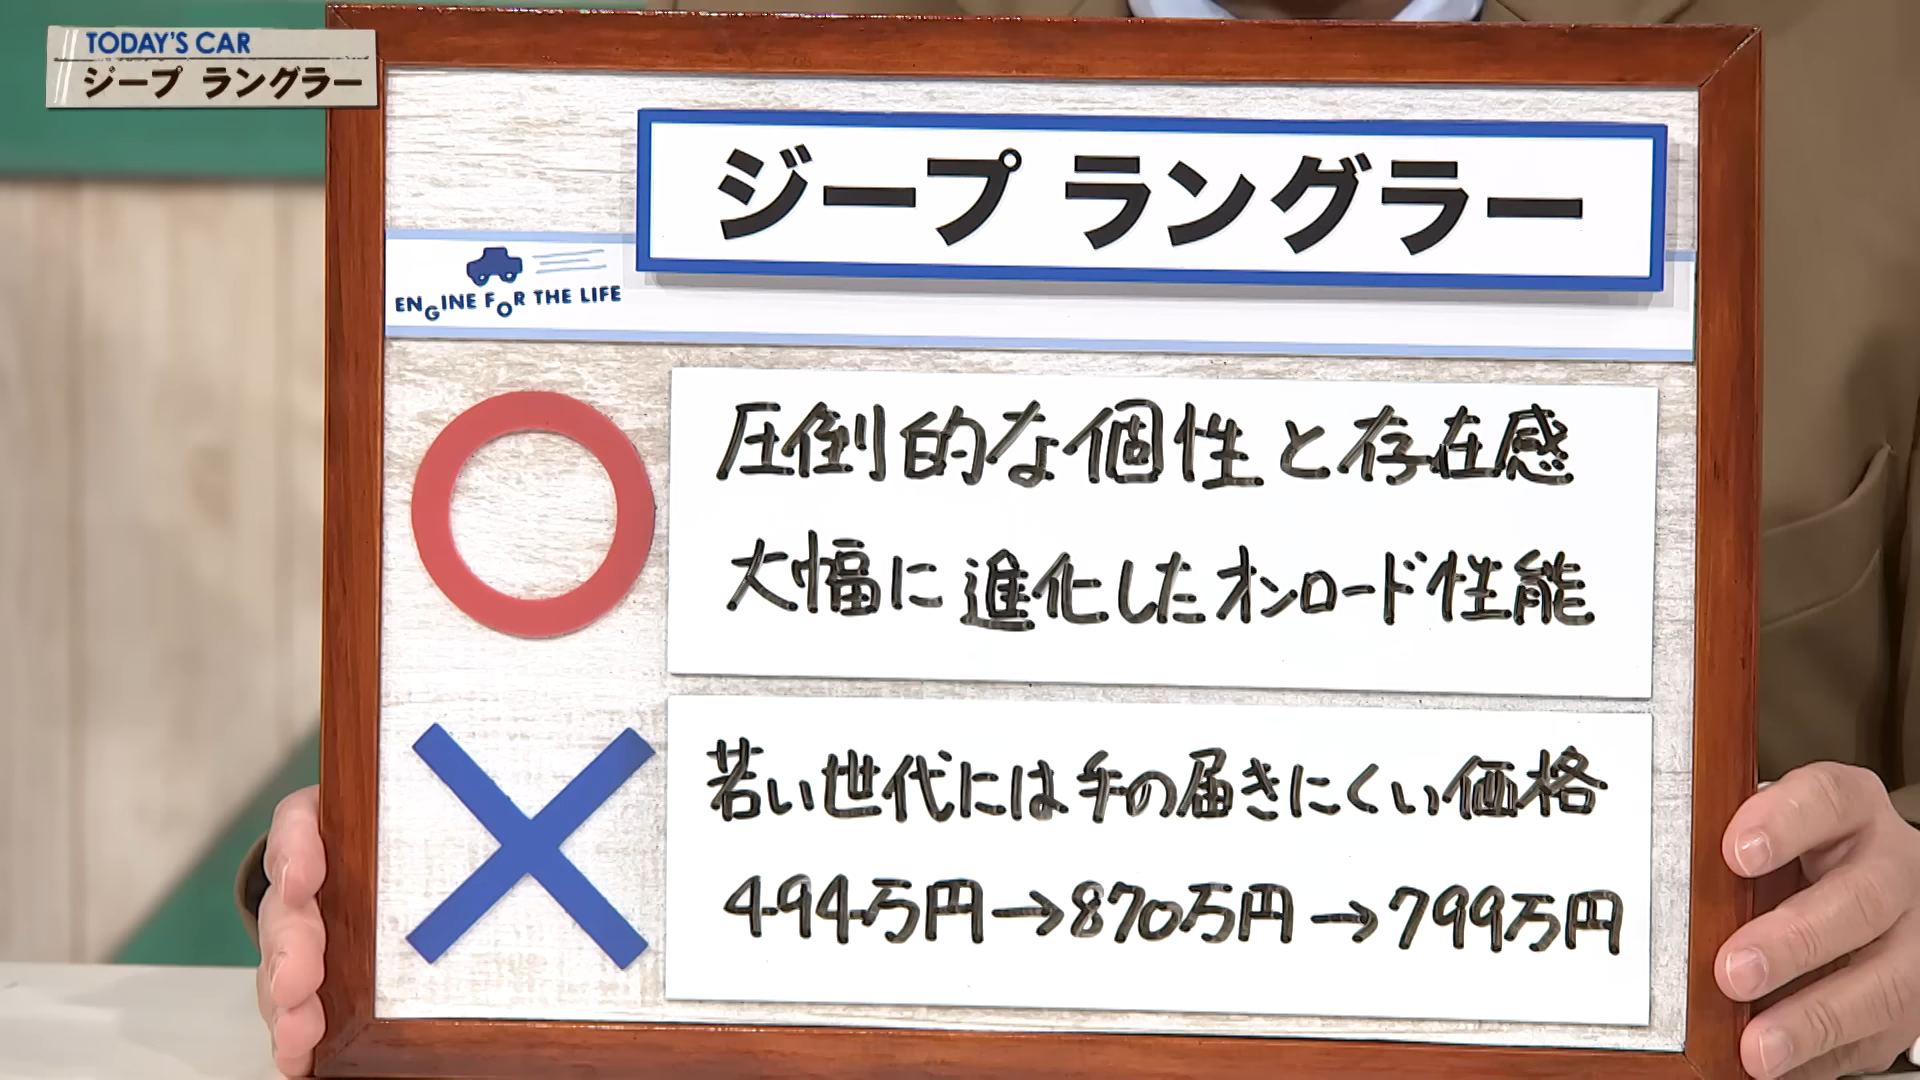 TODAY'S CAR
ジープ ラングラー
ジープ ラングラー
ENGINE FOR THE LIFE
圧倒的な個性と存在感
大幅に進化したオンロード性能
若い世代には手の届きにくい価格
494万円→870万円→799万円